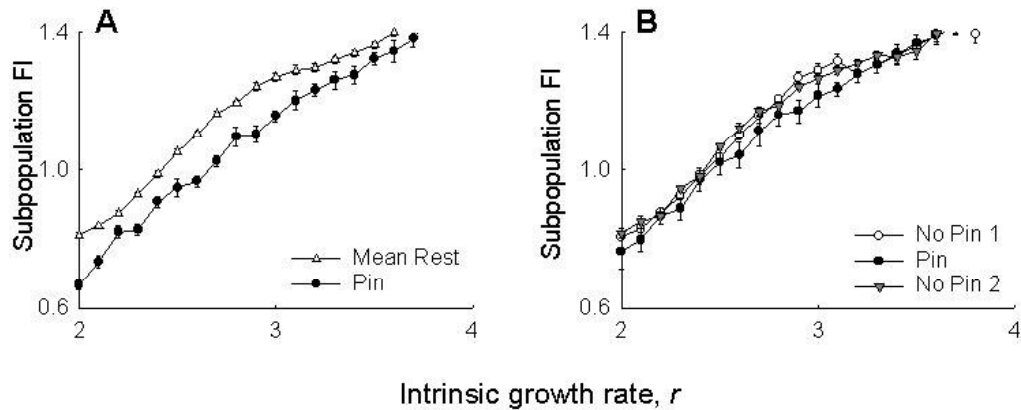 A
B
Subpopulation FI
1.4
1.0
0.6
2
3
4
Mean Rest
Pin
Subpopulation FI
1.4
1.0
0.6
2
3
4
No Pin 1
Pin
No Pin 2
Intrinsic growth rate, r